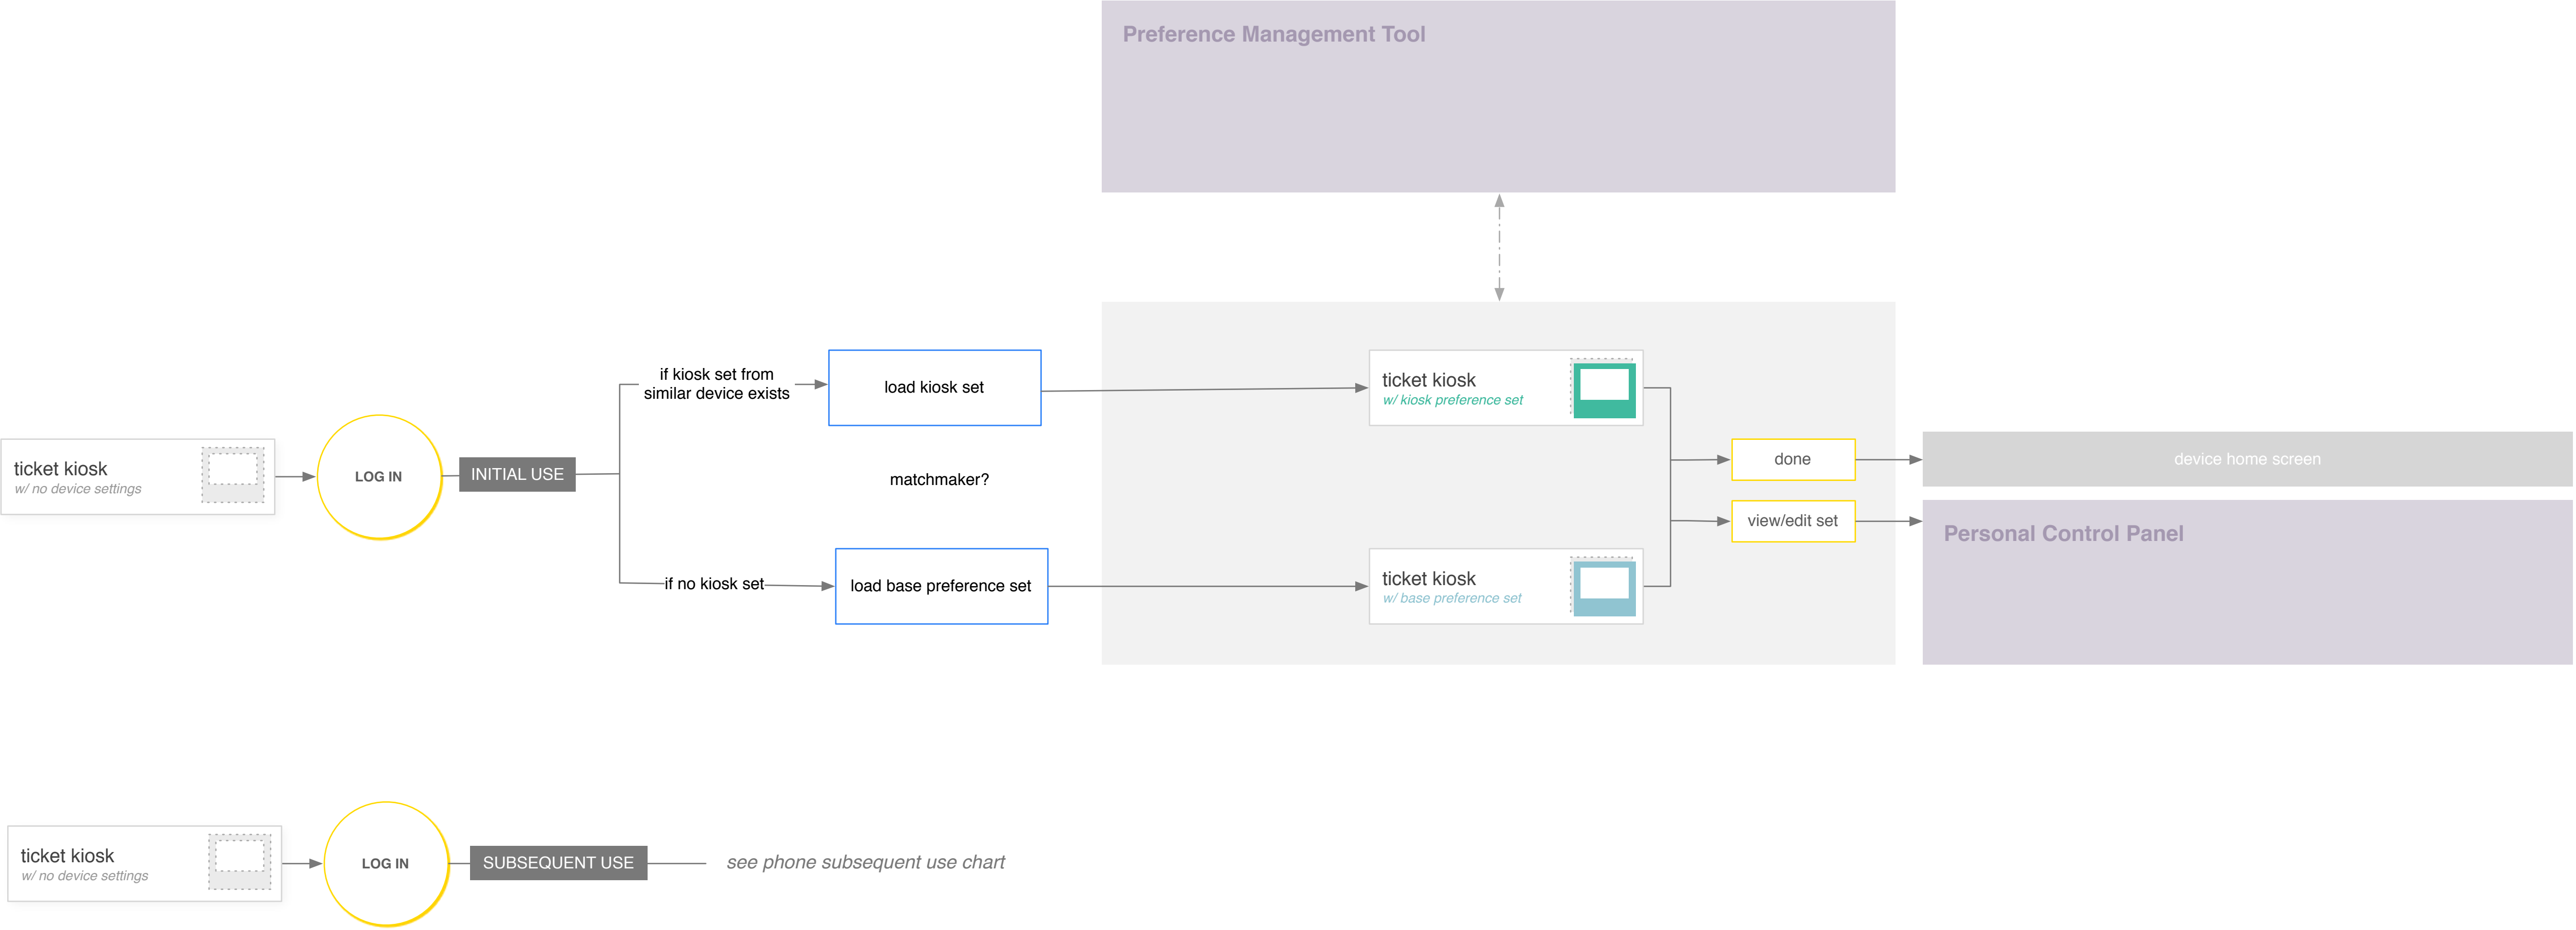 Preference Management Tool
if kiosk set from
similar device exists
load kiosk set
ticket kiosk
w/ kiosk preference set
ticket kiosk
w/ no device settings
LOG IN
INITIAL USE
matchmaker?
done
device home screen
view/edit set
Personal Control Panel
if no kiosk set
load base preference set
ticket kiosk
w/ base preference set
ticket kiosk
w/ no device settings
LOG IN
SUBSEQUENT USE
see phone subsequent use chart